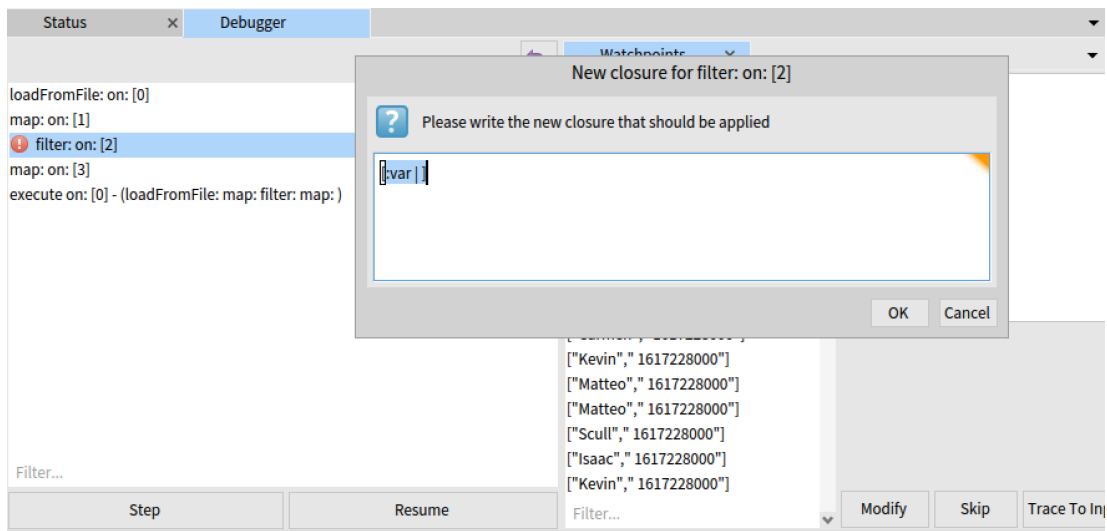 Status × Debugger
Watchpoints
New closure for filter: on: [2]
Please write the new closure that should be applied
[:var | ]
OK
Cancel
loadFromFile: on: [0]
map: on: [1]
filter: on: [2]
map: on: [3]
execute on: [0] - (loadFromFile: map: filter: map: )
Filter...
Step
Resume
["Kevin"," 1617228000"]
["Matteo"," 1617228000"]
["Matteo"," 1617228000"]
["Scull"," 1617228000"]
["Isaac"," 1617228000"]
["Kevin"," 1617228000"]
Filter...
Modify
Skip
Trace To